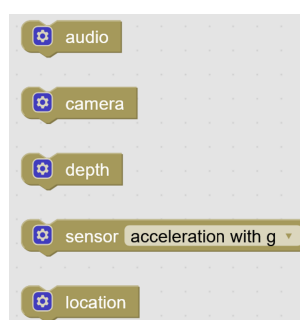 audio
camera
depth
sensor acceleration with g
location